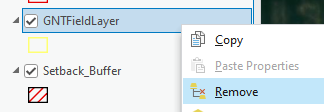 GNTFieldLayer
Copy
Paste Properties
Setback_Buffer
Remove